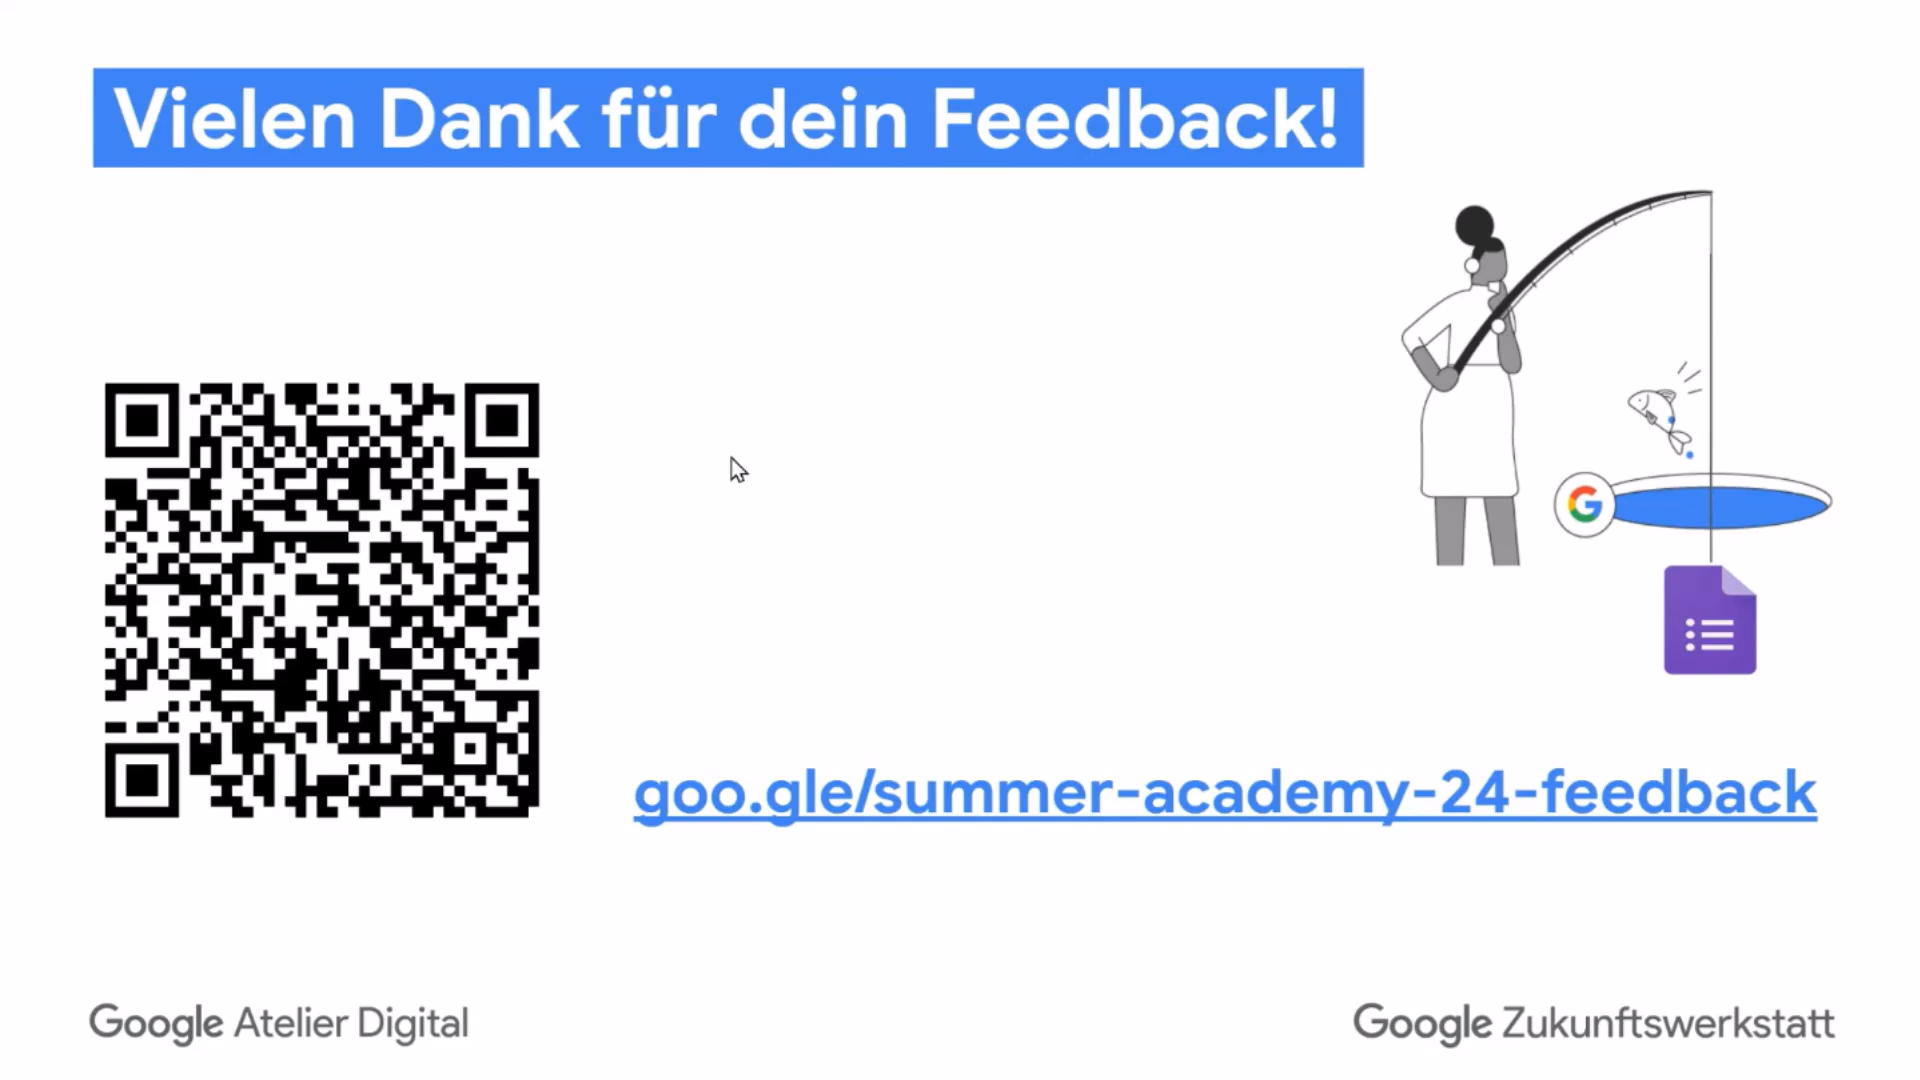 Vielen Dank für dein Feedback!
goo.gle/summer-academy-24-feedback
Google Atelier Digital
Google Zukunftswerkstatt